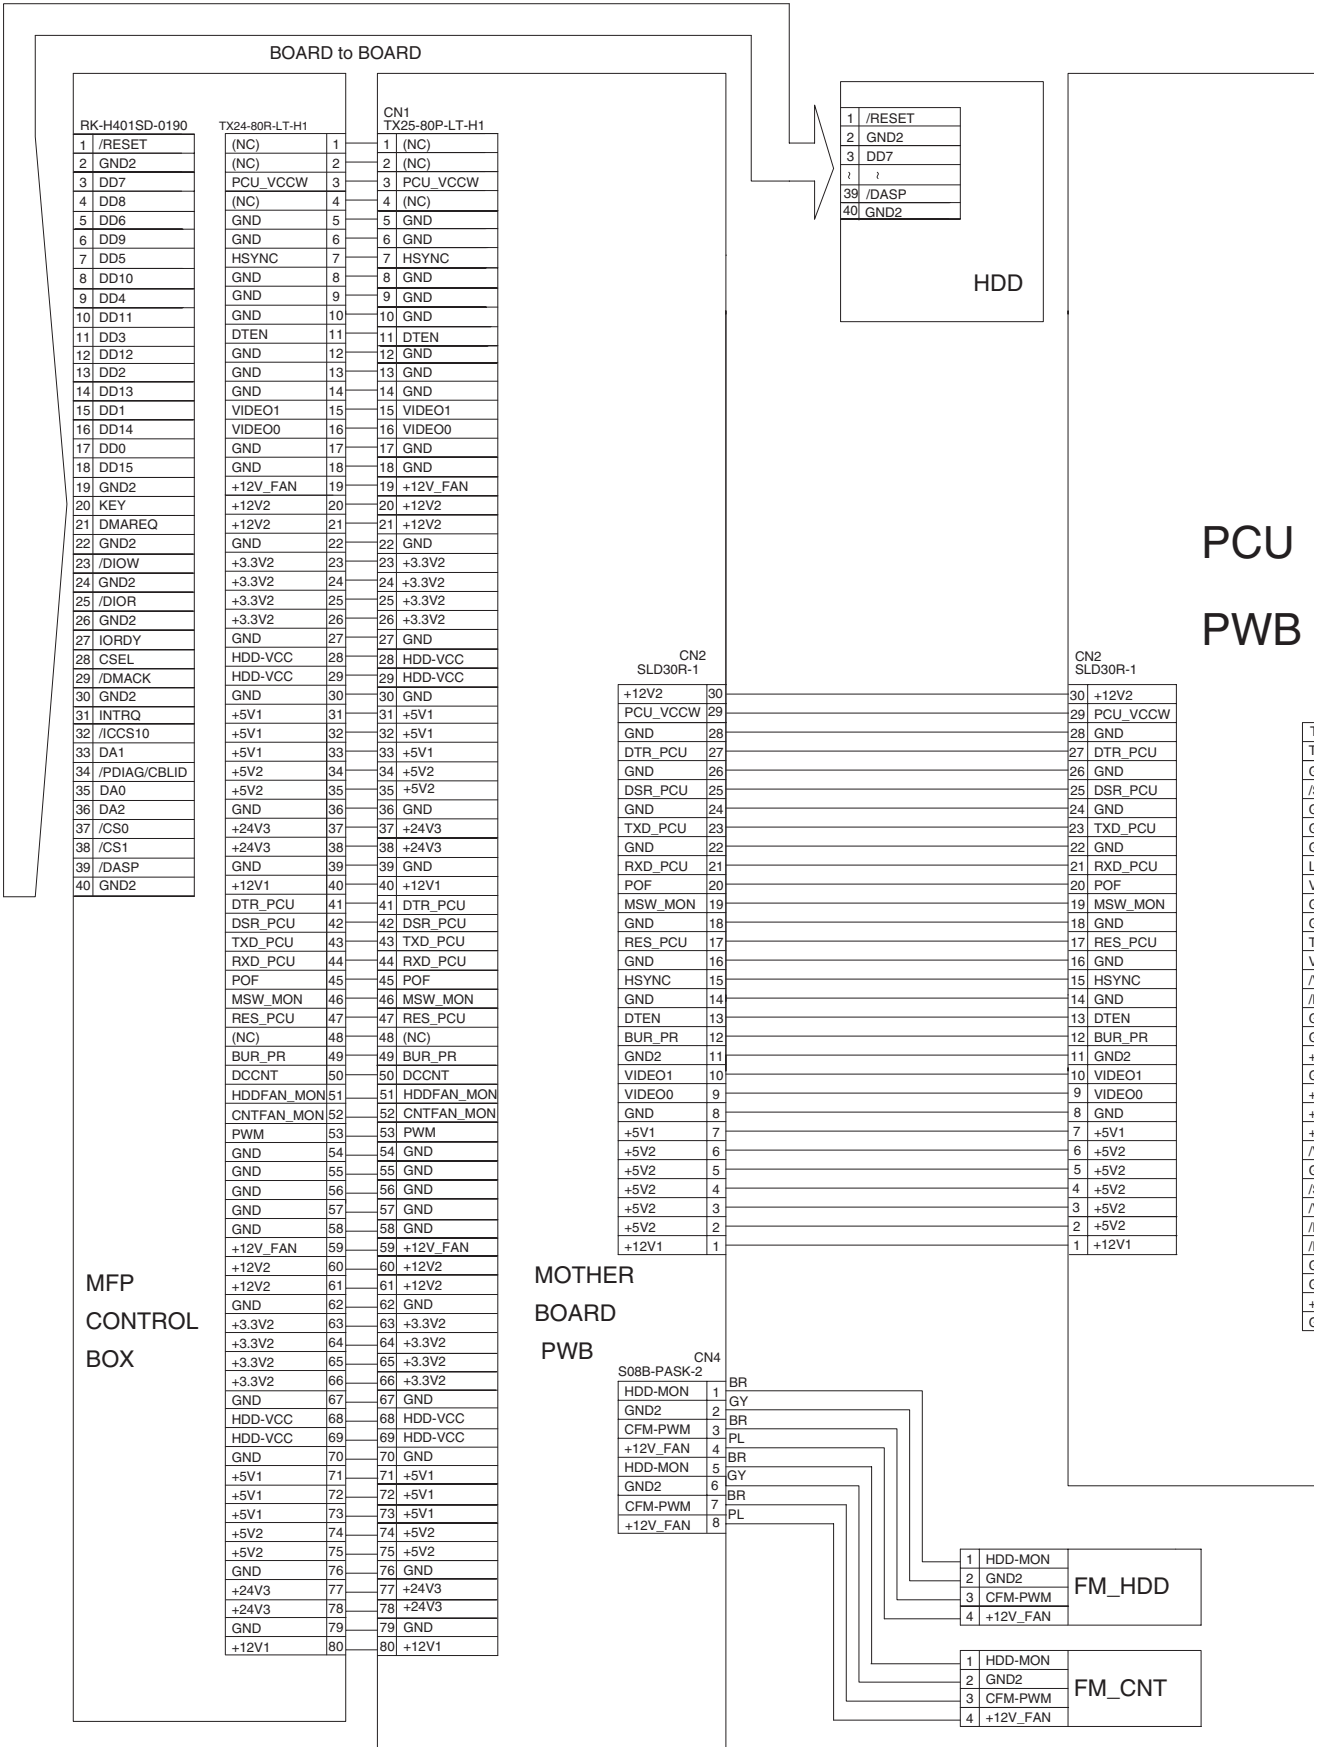 BOARD to BOARD
RK-H401SD-0190
1 /RESET
2 GND2
3 DD7
4 DD8
5 DD6
6 DD9
7 DD5
8 DD10
9 DD4
10 DD11
11 DD3
12 DD12
13 DD2
14 DD13
15 DD1
16 DD14
17 DD0
18 DD15
19 GND2
20 KEY
21 DMAREQ
22 GND2
23 /DIOW
24 GND2
25 /DIOR
26 GND2
27 IORDY
28 CSEL
29 /DMACK
30 GND2
31 INTRQ
32 /ICCS10
33 DA1
34 /PDIAG/CBLID
35 DA0
36 DA2
37 /CS0
38 /CS1
39 /DASP
40 GND2
MFP
CONTROL
BOX
TX24-80R-LT-H1
(NC) 1
(NC) 2
PCU_VCCW 3
(NC) 4
GND 5
GND 6
HSYNC 7
GND 8
GND 9
GND 10
DTEN 11
GND 12
GND 13
GND 14
VIDEO1 15
VIDEO0 16
GND 17
GND 18
+12V_FAN 19
+12V2 20
+12V2 21
GND 22
+3.3V2 23
+3.3V2 24
+3.3V2 25
+3.3V2 26
GND 27
HDD-VCC 28
HDD-VCC 29
GND 30
+5V1 31
+5V1 32
+5V1 33
+5V2 34
+5V2 35
GND 36
+24V3 37
+24V3 38
GND 39
+12V1 40
DTR_PCU 41
DSR_PCU 42
TXD_PCU 43
RXD_PCU 44
POF 45
MSW_MON 46
RES_PCU 47
(NC) 48
BUR_PR 49
DCCNT 50
HDDFAN_MON 51
CNTFAN_MON 52
PWM 53
GND 54
GND 55
GND 56
GND 57
GND 58
+12V_FAN 59
+12V2 60
+12V2 61
GND 62
+3.3V2 63
+3.3V2 64
+3.3V2 65
+3.3V2 66
GND 67
HDD-VCC 68
HDD-VCC 69
GND 70
+5V1 71
+5V1 72
+5V1 73
+5V2 74
+5V2 75
GND 76
+24V3 77
+24V3 78
GND 79
+12V1 80
CN1
TX25-80P-LT-H1
1 (NC)
2 (NC)
3 PCU_VCCW
4 (NC)
5 GND
6 GND
7 HSYNC
8 GND
9 GND
10 GND
11 DTEN
12 GND
13 GND
14 GND
15 VIDEO1
16 VIDEO0
17 GND
18 GND
19 +12V_FAN
20 +12V2
21 +12V2
22 GND
23 +3.3V2
24 +3.3V2
25 +3.3V2
26 +3.3V2
27 GND
28 HDD-VCC
29 HDD-VCC
30 GND
31 +5V1
32 +5V1
33 +5V1
34 +5V2
35 +5V2
36 GND
37 +24V3
38 +24V3
39 GND
40 +12V1
41 DTR_PCU
42 DSR_PCU
43 TXD_PCU
44 RXD_PCU
45 POF
46 MSW_MON
47 RES_PCU
48 (NC)
49 BUR_PR
50 DCCNT
51 HDDFAN_MON
52 CNTFAN_MON
53 PWM
54 GND
55 GND
56 GND
57 GND
58 GND
59 +12V_FAN
60 +12V2
61 +12V2
62 GND
63 +3.3V2
64 +3.3V2
65 +3.3V2
66 +3.3V2
67 GND
68 HDD-VCC
69 HDD-VCC
70 GND
71 +5V1
72 +5V1
73 +5V1
74 +5V2
75 +5V2
76 GND
77 +24V3
78 +24V3
79 GND
80 +12V1
MOTHER
BOARD
PWB
CN2
SLD30R-1
+12V2 30
PCU_VCCW 29
GND 28
DTR_PCU 27
GND 26
DSR_PCU 25
GND 24
TXD_PCU 23
GND 22
RXD_PCU 21
POF 20
MSW_MON 19
GND 18
RES_PCU 17
GND 16
HSYNC 15
GND 14
DTEN 13
BUR_PR 12
GND2 11
VIDEO1 10
VIDEO0 9
GND 8
+5V1 7
+5V2 6
+5V2 5
+5V2 4
+5V2 3
+5V2 2
+12V1 1
CN4
S08B-PASK-2
HDD-MON 1 BR
GND2 2 GY
CFM-PWM 3 BR
+12V_FAN 4 PL
HDD-MON 5 BR
GND2 6 GY
CFM-PWM 7 BR
+12V_FAN 8 PL
1 /RESET
2 GND2
3 DD7
~ ~
39 /DASP
40 GND2
HDD
PCU
PWB
CN2
SLD30R-1
30 +12V2
29 PCU_VCCW
28 GND
27 DTR_PCU
26 GND
25 DSR_PCU
24 GND
23 TXD_PCU
22 GND
21 RXD_PCU
20 POF
19 MSW_MON
18 GND
17 RES_PCU
16 GND
15 HSYNC
14 GND
13 DTEN
12 BUR_PR
11 GND2
10 VIDEO1
9 VIDEO0
8 GND
7 +5V1
6 +5V2
5 +5V2
4 +5V2
3 +5V2
2 +5V2
1 +12V1
1 HDD-MON
2 GND2
3 CFM-PWM
4 +12V_FAN
FM_HDD
1 HDD-MON
2 GND2
3 CFM-PWM
4 +12V_FAN
FM_CNT